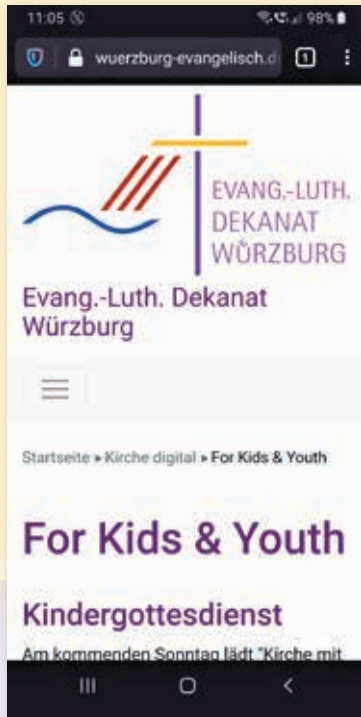 11:05
98%
wuerzburg-evangelisch.d
1
EVANG.-LUTH.
DEKANAT
WÜRZBURG
Evang.-Luth. Dekanat
Würzburg
Startseite » Kirche digital » For Kids & Youth
For Kids & Youth
Kindergottesdienst
Am kommenden Sonntag lädt "Kirche mit